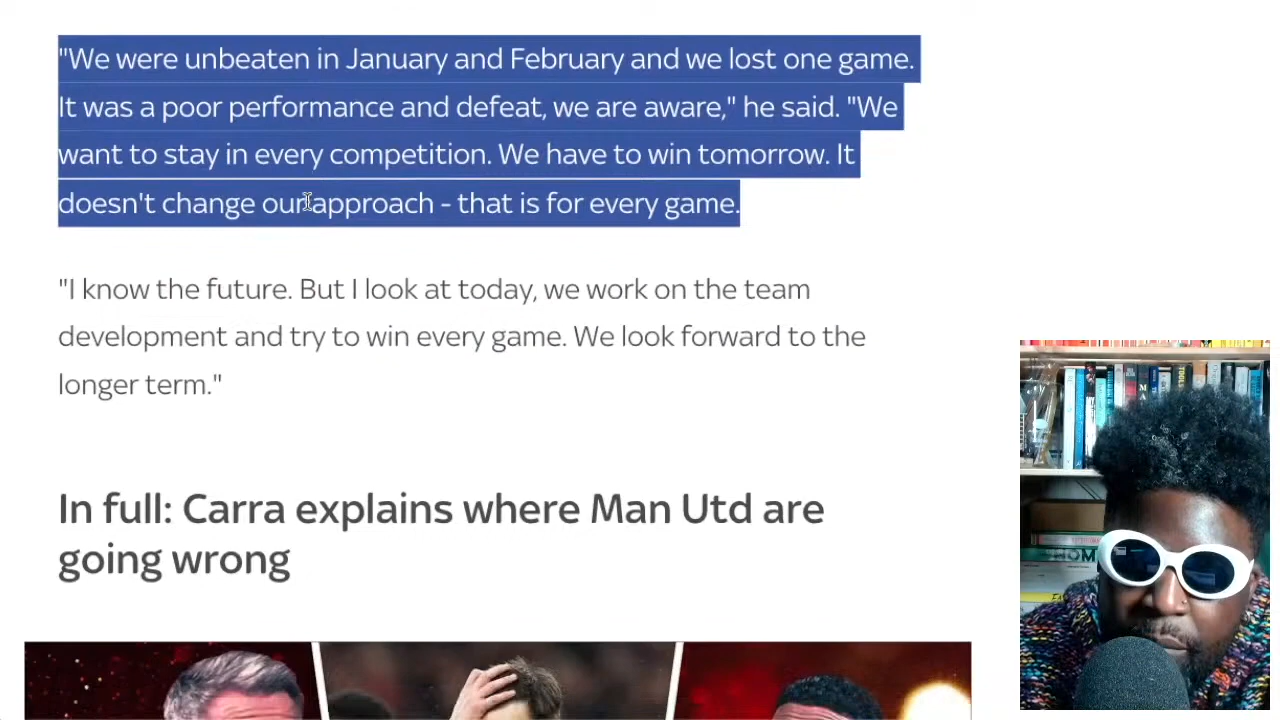 "We were unbeaten in January and February and we lost one game.
It was a poor performance and defeat, we are aware," he said. "We
want to stay in every competition. We have to win tomorrow. It
doesn't change our approach - that is for every game.
"I know the future. But I look at today, we work on the team
development and try to win every game. We look forward to the
longer term."
In full: Carra explains where Man Utd are
going wrong